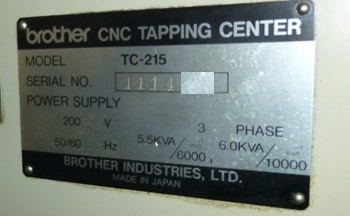 brother CNC TAPPING CENTER
MODEL TC-215
SERIAL NO. 1114
POWER SUPPLY
200 V 3 PHASE
50/60 Hz 5.5KVA/6000, 6.0KVA/10000
BROTHER INDUSTRIES, LTD.
MADE IN JAPAN